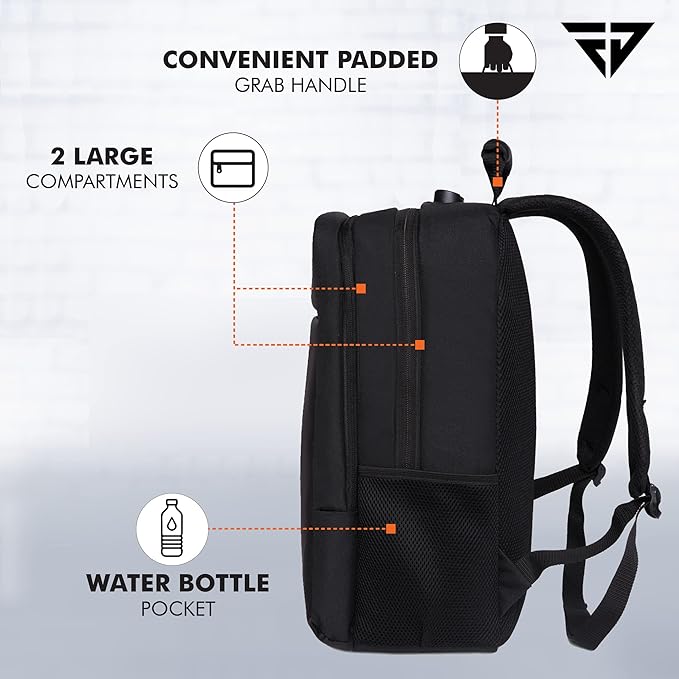 CONVENIENT PADDED
GRAB HANDLE
2 LARGE
COMPARTMENTS
WATER BOTTLE
POCKET